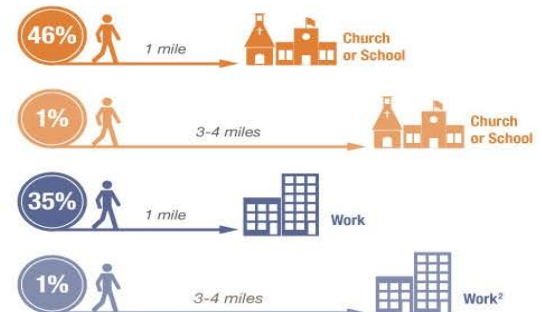 46%
1 mile
Church
or School
1%
3-4 miles
Church
or School
35%
1 mile
Work
1%
3-4 miles
Work²